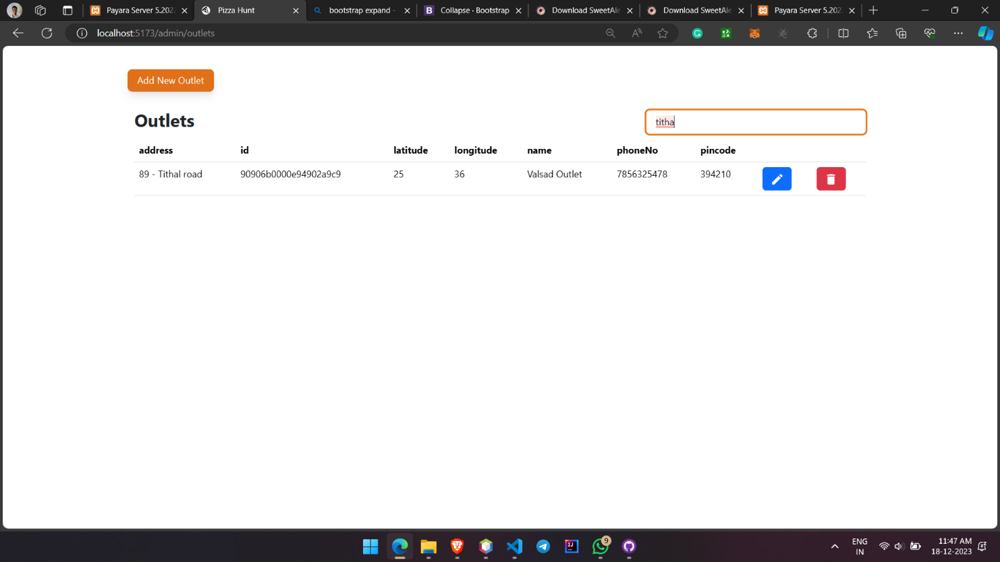 Payara Server 5.202
Pizza Hunt
bootstrap expand -
Collapse · Bootstrap
Download SweetAle
Download SweetAle
Payara Server 5.202
localhost:5173/admin/outlets
Add New Outlet
Outlets
titha
address id latitude longitude name phoneNo pincode
89 - Tithal road 90906b0000e94902a9c9 25 36 Valsad Outlet 7856325478 394210
9
ENG
IN
11:47 AM
18-12-2023